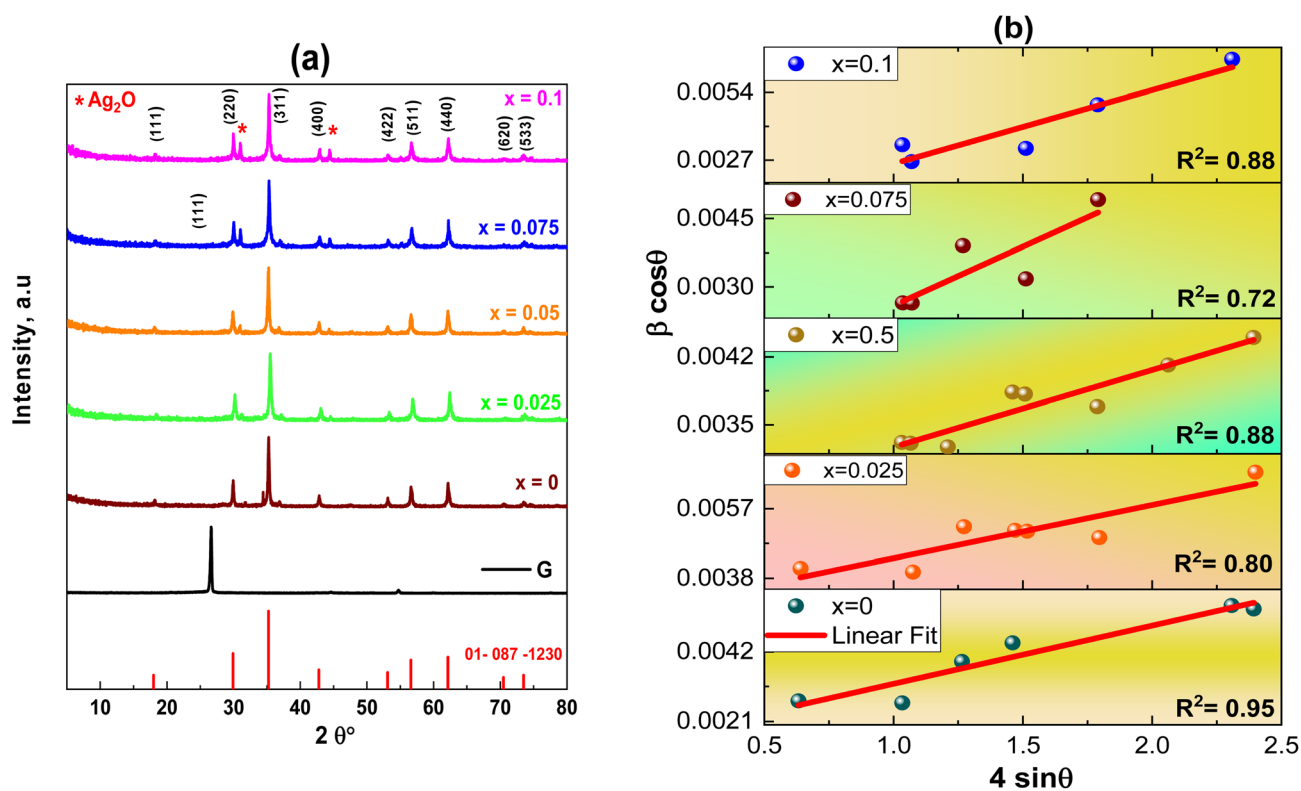 (a)
* Ag₂O
(111)
(220)
*
(311)
(400)
*
(422)
(511)
(440)
(620)
(533)
x = 0.1
(111)
x = 0.075
x = 0.05
x = 0.025
x = 0
G
01- 087 -1230
10 20 30 40 50 60 70 80
2 θ°
Intensity, a.u
(b)
x=0.1
0.0054
0.0027
R²= 0.88
x=0.075
0.0045
0.0030
R²= 0.72
x=0.5
0.0042
0.0035
R²= 0.88
x=0.025
0.0057
0.0038
R²= 0.80
x=0
Linear Fit
0.0042
0.0021
R²= 0.95
0.5 1.0 1.5 2.0 2.5
4 sinθ
β cosθ